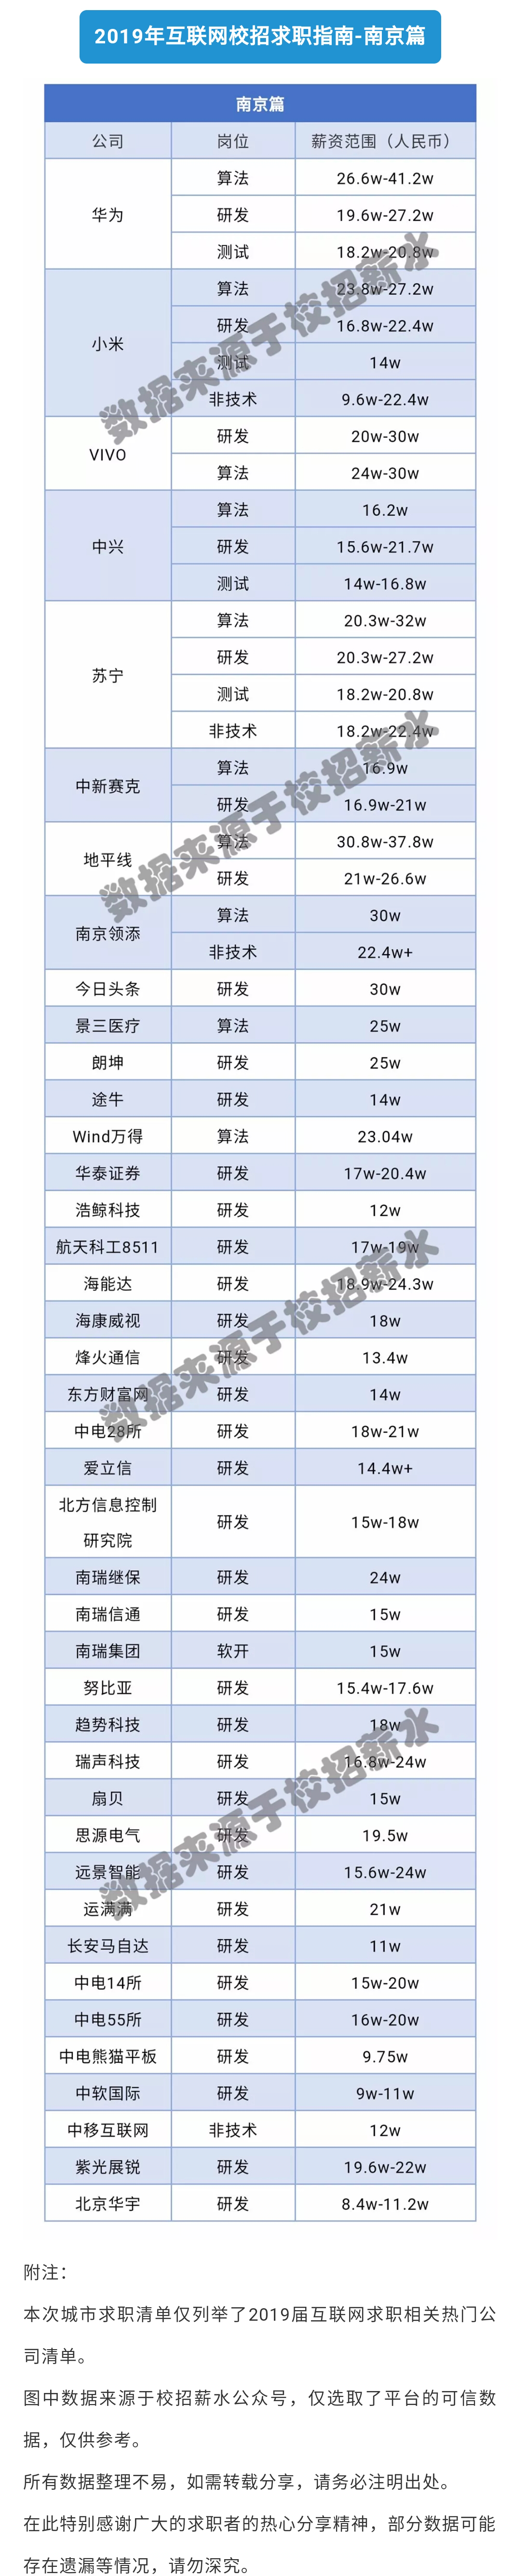 2019年互联网校招求职指南-南京篇
南京篇
公司 岗位 薪资范围（人民币）
华为 算法 26.6w-41.2w
研发 19.6w-27.2w
测试 18.2w-20.8w
小米 算法 23.8w-27.2w
研发 16.8w-22.4w
测试 14w
非技术 9.6w-22.4w
VIVO 研发 20w-30w
算法 24w-30w
中兴 算法 16.2w
研发 15.6w-21.7w
测试 14w-16.8w
苏宁 算法 20.3w-32w
研发 20.3w-27.2w
测试 18.2w-20.8w
非技术 18.2w-22.4w
中新赛克 算法 16.9w
研发 16.9w-21w
地平线 算法 30.8w-37.8w
研发 21w-26.6w
南京领添 算法 30w
非技术 22.4w+
今日头条 研发 30w
景三医疗 算法 25w
朗坤 研发 25w
途牛 研发 14w
Wind万得 算法 23.04w
华泰证券 研发 17w-20.4w
浩鲸科技 研发 12w
航天科工8511 研发 17w-19w
海能达 研发 18.9w-24.3w
海康威视 研发 18w
烽火通信 研发 13.4w
东方财富网 研发 14w
中电28所 研发 18w-21w
爱立信 研发 14.4w+
北方信息控制
研究院 研发 15w-18w
南瑞继保 研发 24w
南瑞信通 研发 15w
南瑞集团 软开 15w
努比亚 研发 15.4w-17.6w
趋势科技 研发 18w
瑞声科技 研发 16.8w-24w
扇贝 研发 15w
思源电气 研发 19.5w
远景智能 研发 15.6w-24w
运满满 研发 21w
长安马自达 研发 11w
中电14所 研发 15w-20w
中电55所 研发 16w-20w
中电熊猫平板 研发 9.75w
中软国际 研发 9w-11w
中移互联网 非技术 12w
紫光展锐 研发 19.6w-22w
北京华宇 研发 8.4w-11.2w
数据来源于校招薪水
数据来源于校招薪水
数据来源于校招薪水
数据来源于校招薪水
附注：
本次城市求职清单仅列举了2019届互联网求职相关热门公
司清单。
图中数据来源于校招薪水公众号，仅选取了平台的可信数
据，仅供参考。
所有数据整理不易，如需转载分享，请务必注明出处。
在此特别感谢广大的求职者的热心分享精神，部分数据可能
存在遗漏等情况，请勿深究。